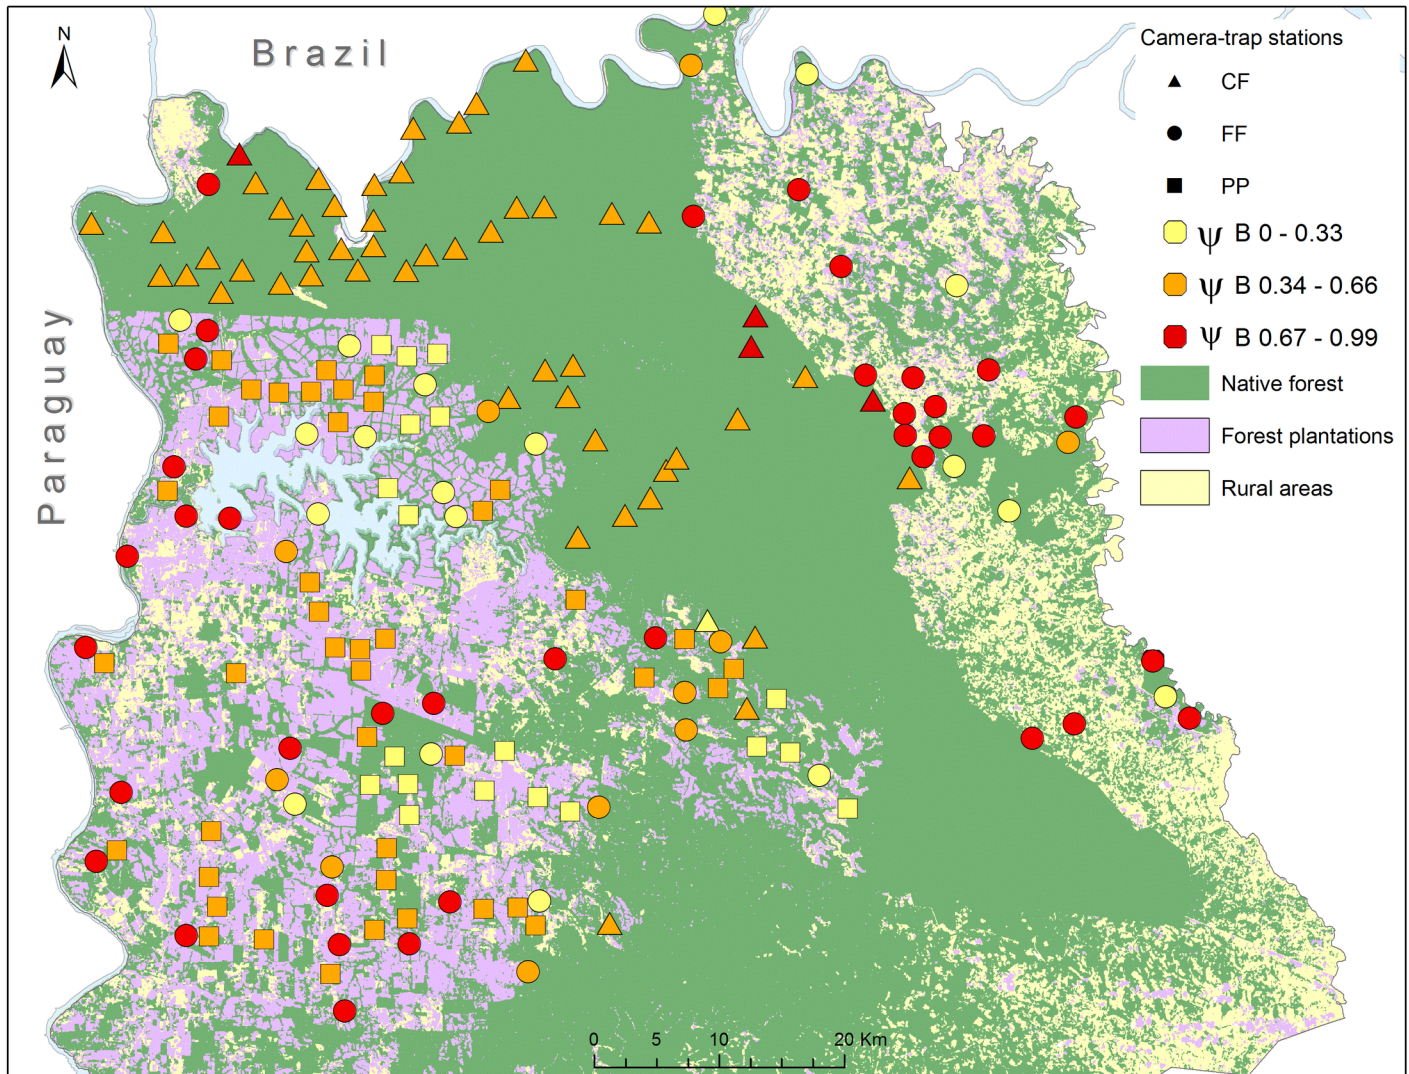 N
Brazil
Paraguay
Camera-trap stations
CF
FF
PP
ψ B 0 - 0.33
ψ B 0.34 - 0.66
ψ B 0.67 - 0.99
Native forest
Forest plantations
Rural areas
0 5 10 20 Km